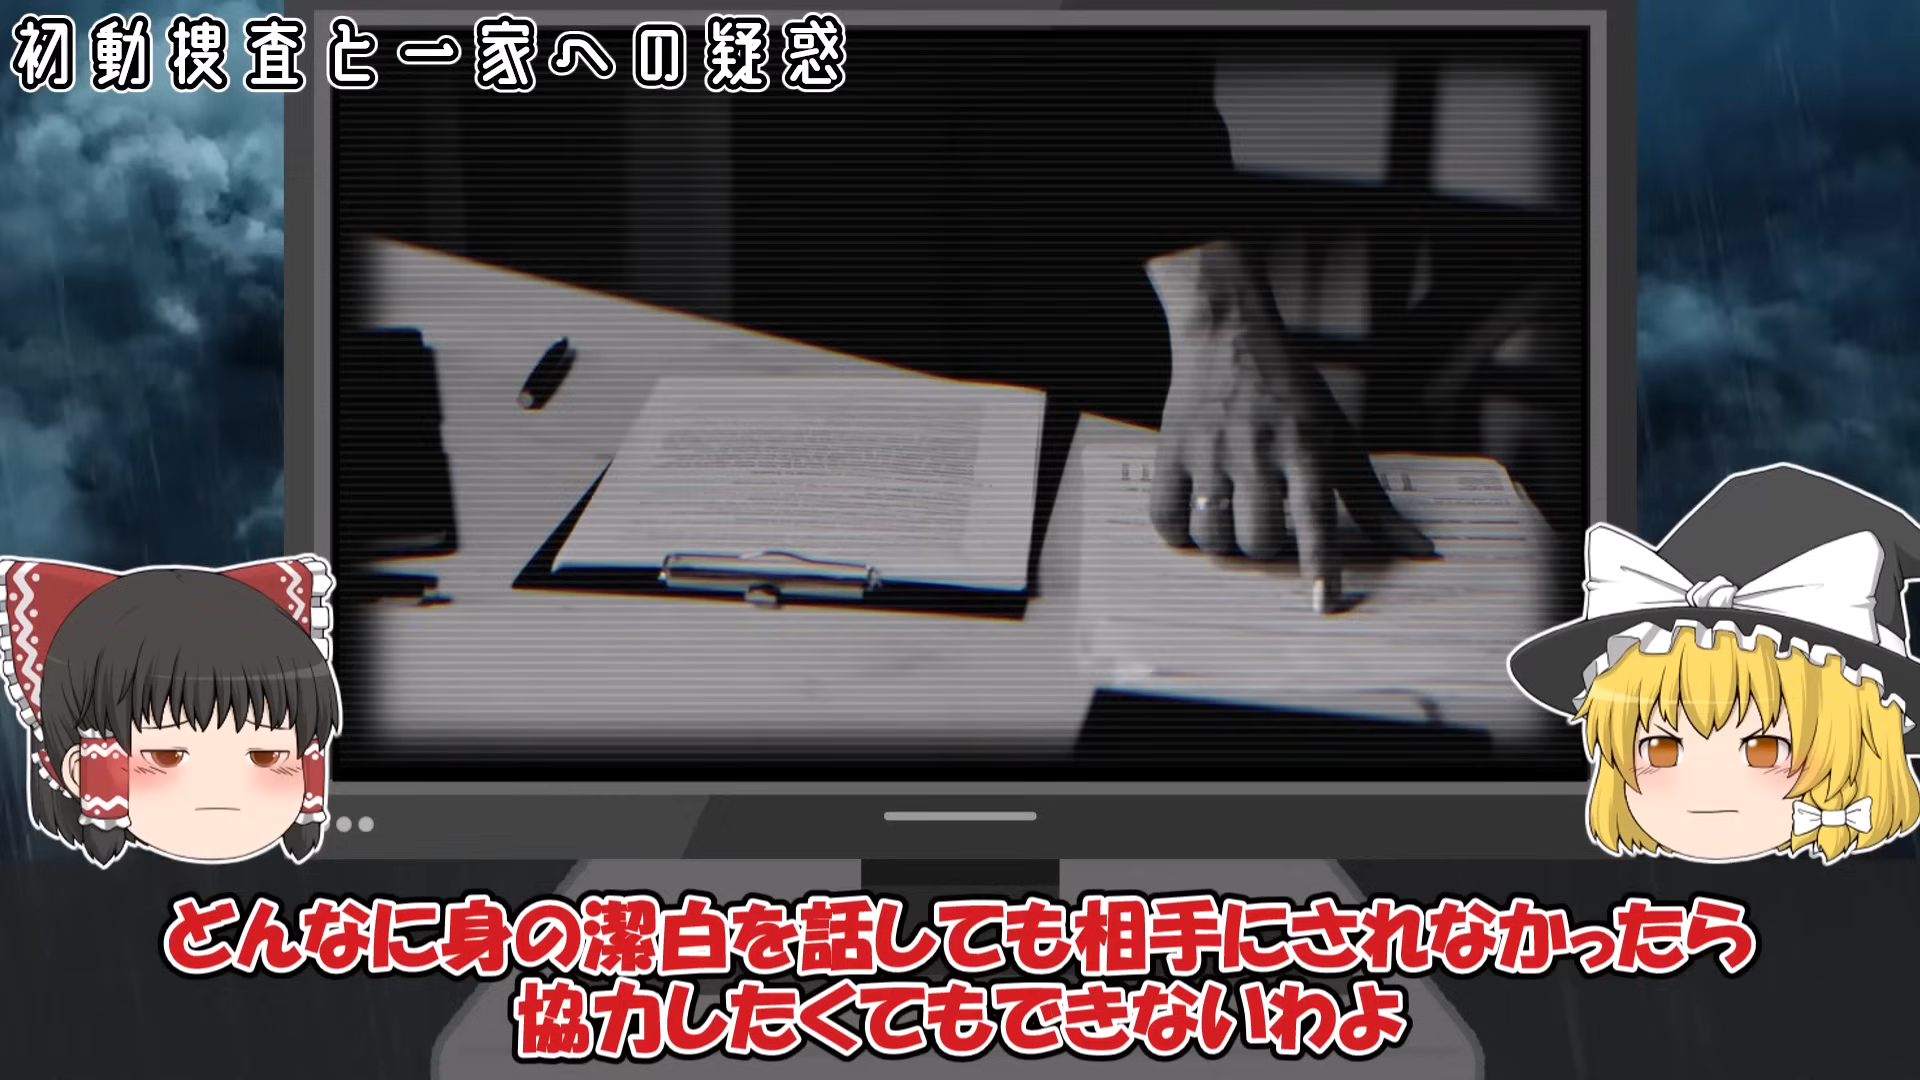 初動捜査と一家への疑惑
どんなに身の潔白を話しても相手にされなかったら
協力したくてもできないわよ